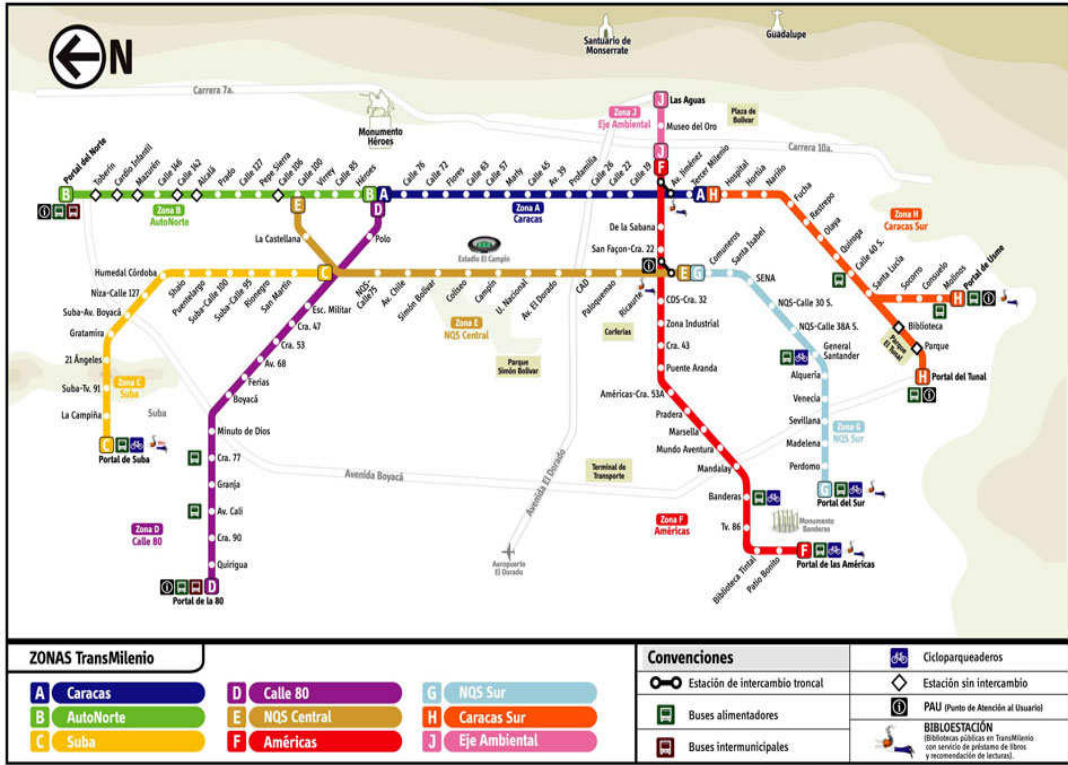 N
Santuario de
Monserrate
Guadalupe
Carrera 7a.
Monumento
Héroes
Zona J
Eje Ambiental
J
Las Aguas
Museo del Oro
J
F
Plaza de
Bolívar
Carrera 10a.
Portal del Norte
B
Toberín
Cardio Infantil
Mazurén
Calle 146
Calle 142
Alcalá
Prado
Calle 127
Pepe Sierra
Calle 106
Calle 100
Virrey
Calle 85
Héroes
B
A
D
E
Calle 76
Calle 72
Flores
Calle 63
Calle 57
Marly
Calle 45
Av. 39
Profamilia
Calle 26
Calle 22
Calle 19
Av. Jiménez
Tercer Milenio
A
H
Hospital
Hortúa
Nariño
Fucha
Restrepo
Olaya
Quiroga
Calle 40 S.
Santa Lucía
Socorro
Consuelo
Molinos
Portal de Usme
H
Biblioteca
Parque
Parque
El Tunal
H
Portal del Tunal
Zona B
AutoNorte
Zona A
Caracas
Zona H
Caracas Sur
La Castellana
Polo
Estadio El Campín
De la Sabana
San Façon-Cra. 22
Humedal Córdoba
Niza-Calle 127
Suba-Av. Boyacá
Gratamira
21 Ángeles
Suba-Tv. 91
La Campiña
C
Portal de Suba
Shaio
Puentelargo
Suba-Calle 100
Suba-Calle 95
Rionegro
San Martín
C
Zona C
Suba
Suba
NQS-
Calle75
Av. Chile
Simón Bolívar
Coliseo
Campín
U. Nacional
Av. El Dorado
CAD
Paloquemao
Ricaurte
E
G
Comuneros
Santa Isabel
SENA
NQS-Calle 30 S.
NQS-Calle 38A S.
General
Santander
Alquería
Venecia
Sevillana
Madelena
Perdomo
G
Portal del Sur
Zona G
NQS Sur
Zona E
NQS Central
Parque
Simón Bolívar
Corferias
Esc. Militar
Cra. 47
Cra. 53
Av. 68
Ferias
Boyacá
Minuto de Dios
Cra. 77
Granja
Av. Cali
Cra. 90
Quirigua
D
Portal de la 80
Zona D
Calle 80
Avenida Boyacá
Avenida El Dorado
Aeropuerto
El Dorado
Terminal de
Transporte
CDS-Cra. 32
Zona Industrial
Cra. 43
Puente Aranda
Américas-Cra. 53A
Pradera
Marsella
Mundo Aventura
Mandalay
Banderas
Tv. 86
Biblioteca Tintal
Patio Bonito
F
Portal de las Américas
Zona F
Américas
Monumento
Banderas
ZONAS TransMilenio
A Caracas
B AutoNorte
C Suba
D Calle 80
E NQS Central
F Américas
G NQS Sur
H Caracas Sur
J Eje Ambiental
Convenciones
Estación de intercambio troncal
Buses alimentadores
Buses intermunicipales
Cicloparqueaderos
Estación sin intercambio
PAU (Punto de Atención al Usuario)
BIBLOESTACIÓN
(Bibliotecas públicas en TransMilenio
con servicio de préstamo de libros
y recomendación de lecturas).